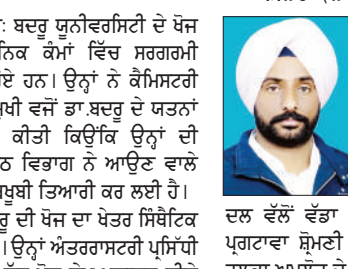 ਬਦਰੂ ਯੂਨੀਵਰਸਿਟੀ ਦੇ ਖੋਜ
ਨਿਕ ਕੰਮਾਂ ਵਿੱਚ ਸਰਗਰਮੀ
ਏ ਹਨ। ਉਨ੍ਹਾਂ ਨੇ ਕੈਮਿਸਟਰੀ
ਖੀ ਵਜੋਂ ਡਾ.ਬਦਰੂ ਦੇ ਯਤਨਾਂ
ਕੀਤੀ ਕਿਉਂਕਿ ਉਨ੍ਹਾਂ ਦੀ
ਠ ਵਿਭਾਗ ਨੇ ਆਉਣ ਵਾਲੇ
ਖੂਬੀ ਤਿਆਰੀ ਕਰ ਲਈ ਹੈ।
ਰੂ ਦੀ ਖੋਜ ਦਾ ਖੇਤਰ ਸਿੰਥੈਟਿਕ
। ਉਨ੍ਹਾਂ ਅੰਤਰਰਾਸਟਰੀ ਪ੍ਰਸਿੱਧੀ
ਦਲ ਵੱਲੋਂ ਵੱਡਾ
ਪ੍ਰਗਟਾਵਾ ਸ਼੍ਰੋਮਣੀ